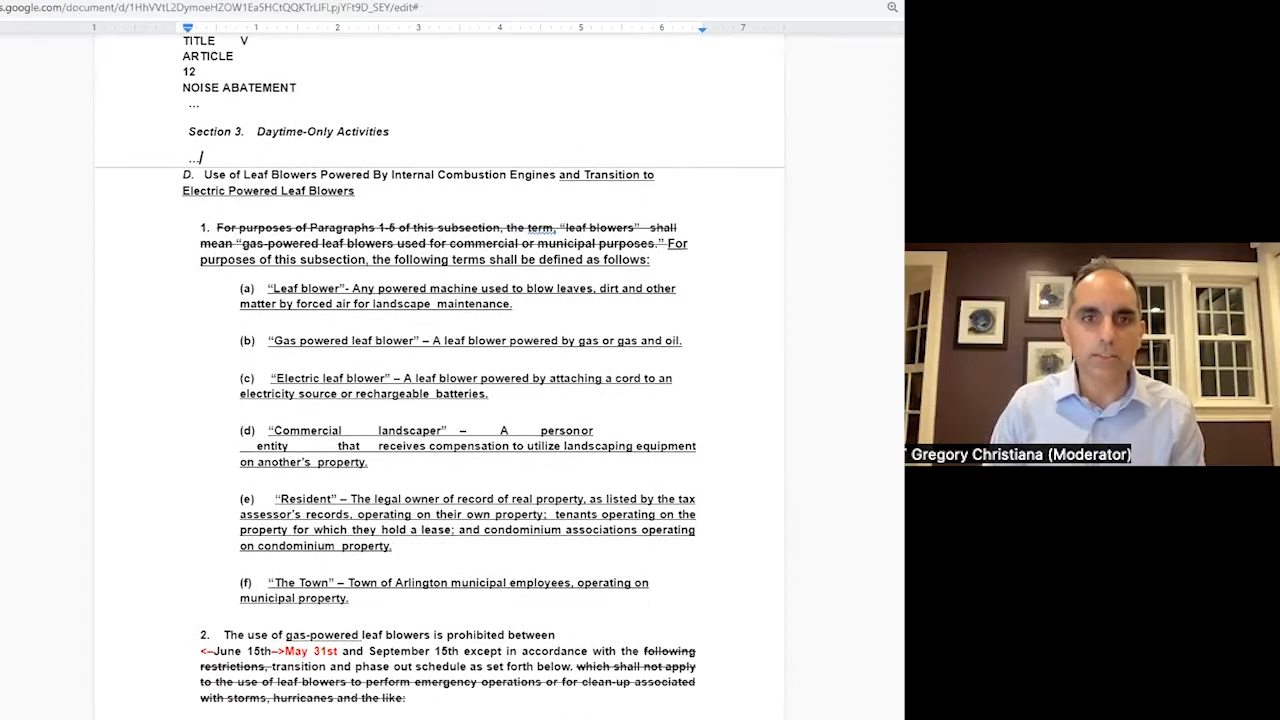 s.google.com/document/d/1HhVVtL2DymoeHZOW1Ea5HCtQQKTrLlFLpjYFt9D_SEY/edit#
1 1 2 3 4 5 6 7
TITLE V
ARTICLE
12
NOISE ABATEMENT
...
Section 3. Daytime-Only Activities
...
D. Use of Leaf Blowers Powered By Internal Combustion Engines and Transition to
Electric Powered Leaf Blowers
1. For purposes of Paragraphs 1-5 of this subsection, the term, “leaf blowers” shall
mean “gas-powered leaf blowers used for commercial or municipal purposes.” For
purposes of this subsection, the following terms shall be defined as follows:
(a) “Leaf blower”- Any powered machine used to blow leaves, dirt and other
matter by forced air for landscape maintenance.
(b) “Gas powered leaf blower” – A leaf blower powered by gas or gas and oil.
(c) “Electric leaf blower” – A leaf blower powered by attaching a cord to an
electricity source or rechargeable batteries.
(d) “Commercial landscaper” – A personor
entity that receives compensation to utilize landscaping equipment
on another’s property.
(e) “Resident” – The legal owner of record of real property, as listed by the tax
assessor’s records, operating on their own property; tenants operating on the
property for which they hold a lease; and condominium associations operating
on condominium property.
(f) “The Town” – Town of Arlington municipal employees, operating on
municipal property.
2. The use of gas-powered leaf blowers is prohibited between
<–June 15th–>May 31st and September 15th except in accordance with the following
restrictions, transition and phase out schedule as set forth below. which shall not apply
to the use of leaf blowers to perform emergency operations or for clean-up associated
with storms, hurricanes and the like:
Gregory Christiana (Moderator)